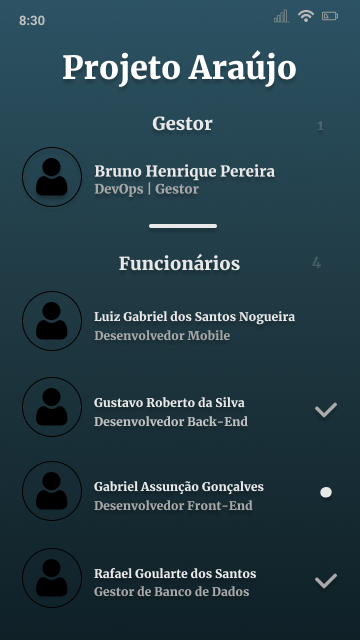 8:30
Projeto Araújo
Gestor
1
Bruno Henrique Pereira
DevOps | Gestor
Funcionários
4
Luiz Gabriel dos Santos Nogueira
Desenvolvedor Mobile
Gustavo Roberto da Silva
Desenvolvedor Back-End
Gabriel Assunção Gonçalves
Desenvolvedor Front-End
Rafael Goularte dos Santos
Gestor de Banco de Dados